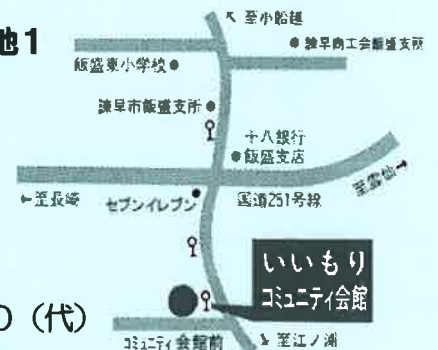 地1
↖ 至小船越
諫早商工会飯盛支所
飯盛東小学校
諫早市飯盛支所
十八銀行
飯盛支店
至雲仙→
←至長崎
セブンイレブン
国道251号線
いいもり
コミュニティ会館
0（代）
コミュニティ会館前
↘ 至江ノ浦